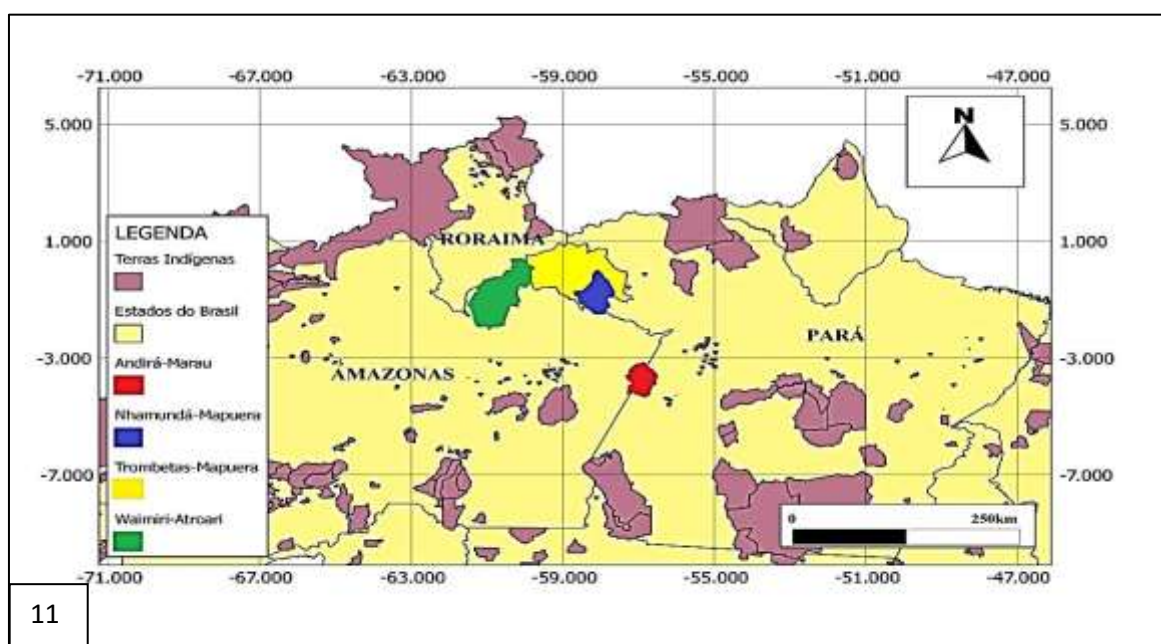 -71.000 -67.000 -63.000 -59.000 -55.000 -51.000 -47.000
N
5.000 5.000
1.000 1.000
-3.000 -3.000
-7.000 -7.000
RORAIMA
AMAZONAS
PARÁ
LEGENDA
Terras Indígenas
Estados do Brasil
Andirá-Marau
Nhamundá-Mapuera
Trombetas-Mapuera
Waimiri-Atroari
0 250km
-71.000 -67.000 -63.000 -59.000 -55.000 -51.000 -47.000
11